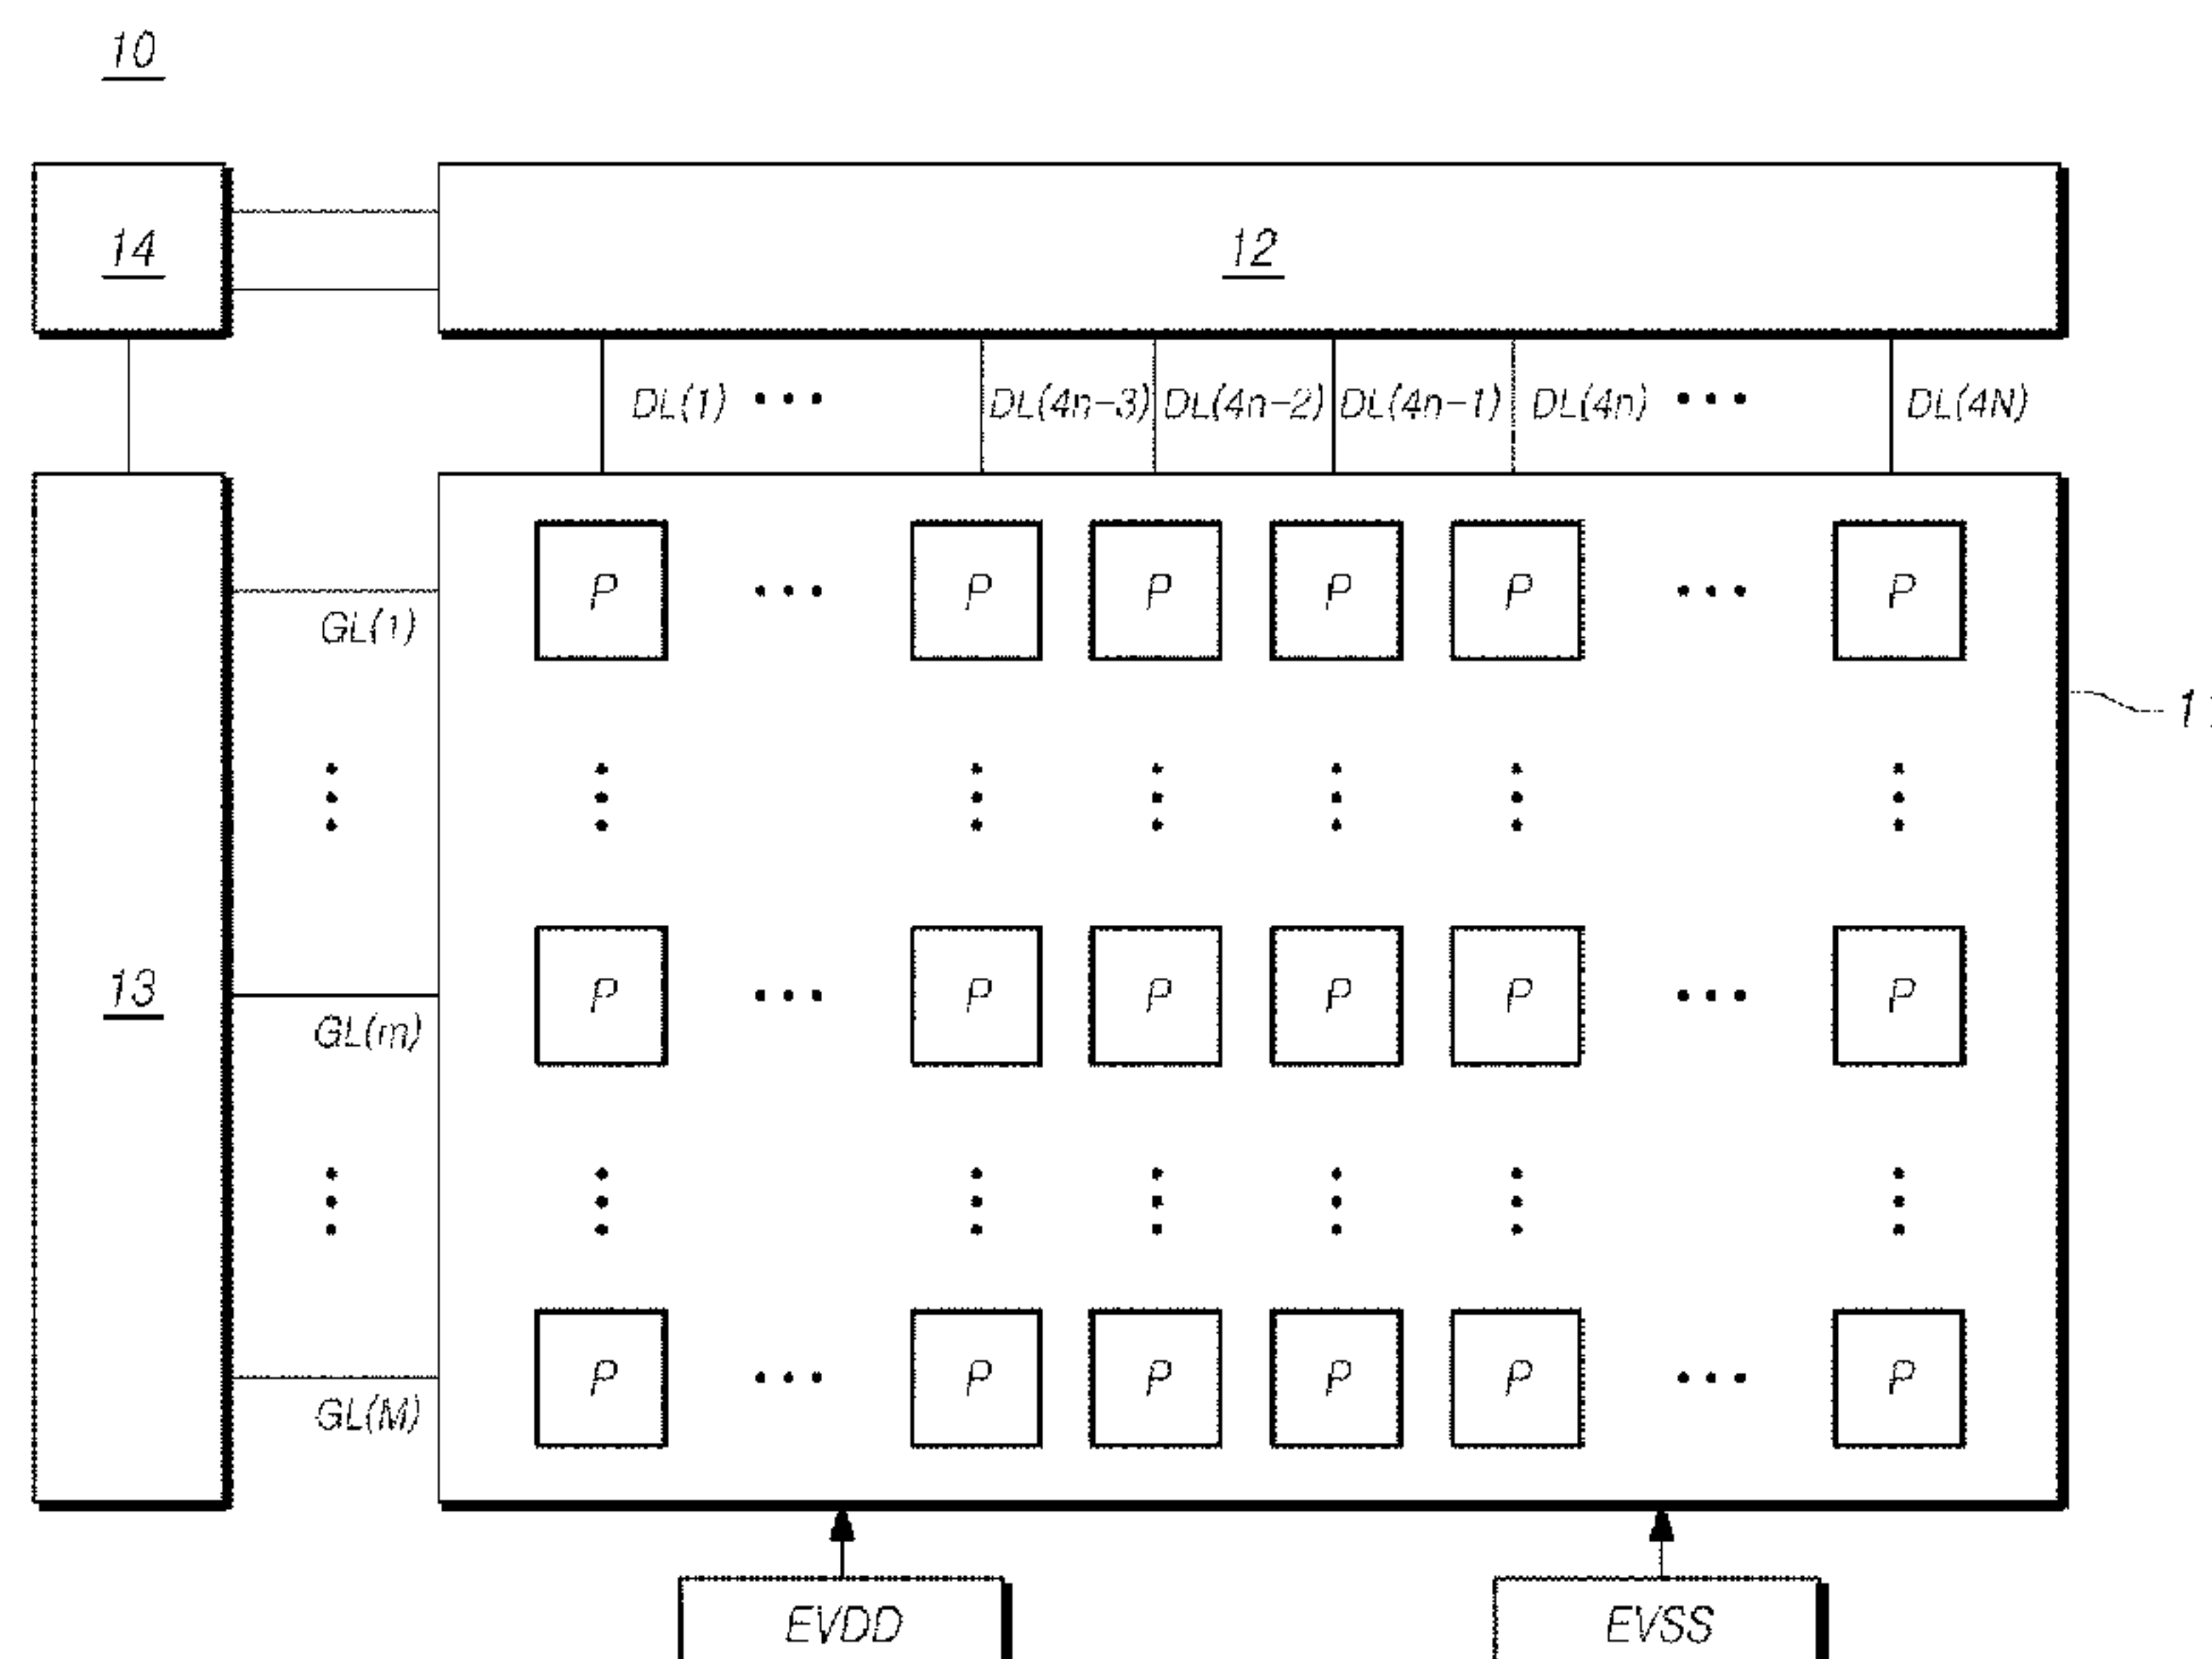 10
14
12
DL(1) ••• DL(4n-3) DL(4n-2) DL(4n-1) DL(4n) ••• DL(4N)
P ••• P P P P ••• P
GL(1)
13
P ••• P P P P ••• P
GL(m)
P ••• P P P P ••• P
GL(M)
EVDD EVSS